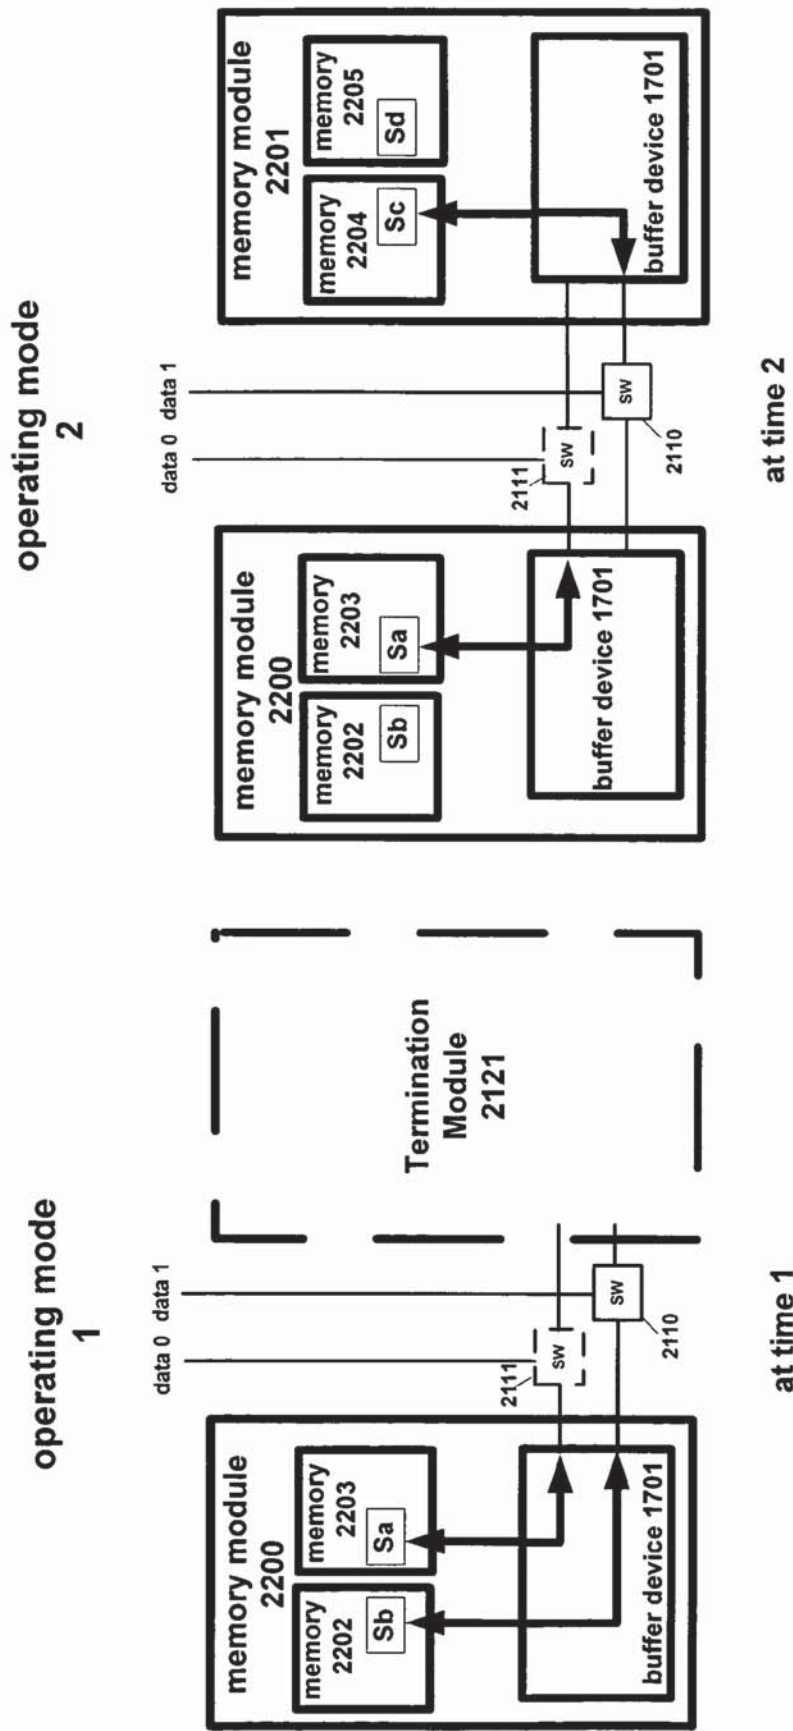 operating mode
1
data 0
data 1
memory module
2200
memory
2202
Sb
memory
2203
Sa
buffer device 1701
2111
sw
sw
2110
Termination
Module
2121
at time 1
operating mode
2
data 0
data 1
memory module
2200
memory
2202
Sb
memory
2203
Sa
buffer device 1701
2111
sw
sw
2110
memory module
2201
memory
2204
Sc
memory
2205
Sd
buffer device 1701
at time 2